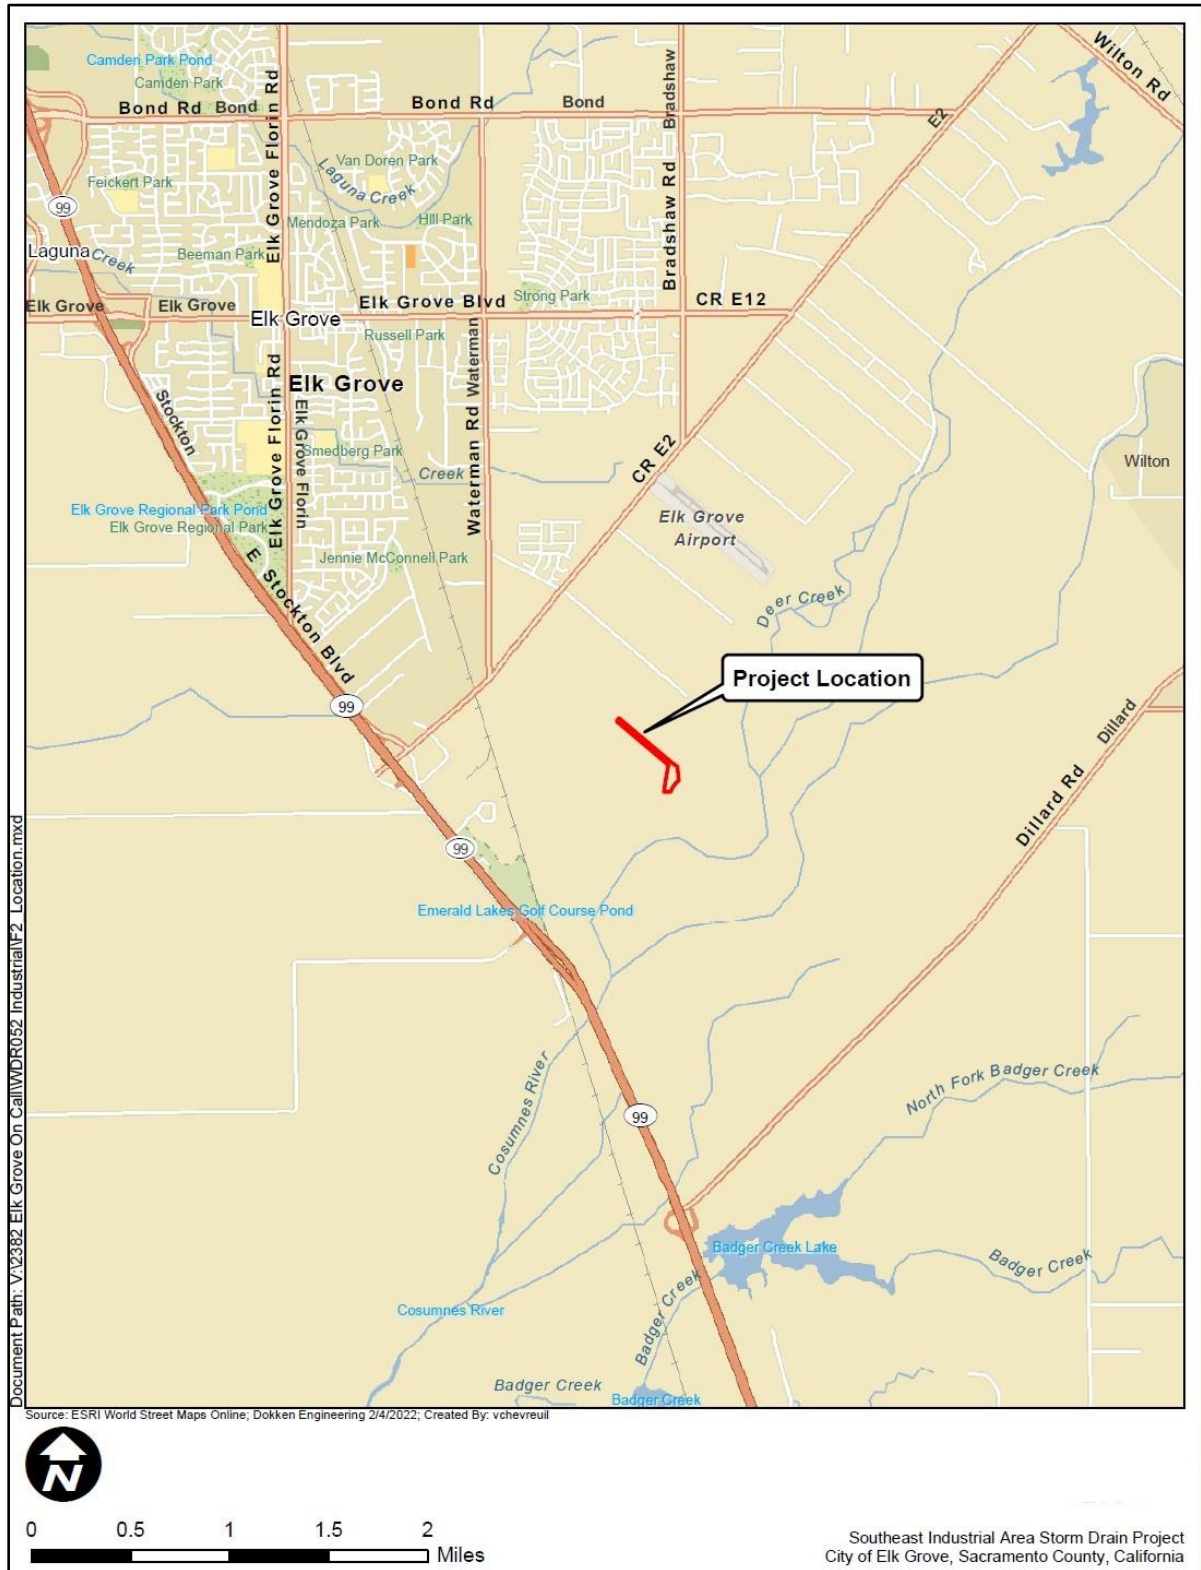 Camden Park Pond
Camden Park
Bond Rd
Bond
Bond Rd
Bond
Bradshaw
Wilton Rd
E2
Elk Grove Florin Rd
Van Doren Park
Laguna Creek
Feickert Park
99
Mendoza Park
Hill Park
Bradshaw Rd
Laguna
Creek
Beeman Park
Elk Grove
Elk Grove
Elk Grove Blvd
Strong Park
CR E12
Elk Grove
Russell Park
Waterman
Elk Grove
Elk Grove Florin Rd
Elk Grove Florin
Stockton
Smedberg Park
Creek
Waterman Rd
CR E2
Wilton
Elk Grove Regional Park Pond
Elk Grove Regional Park
Elk Grove
Airport
Jennie McConnell Park
E Stockton Blvd
Deer Creek
Project Location
99
Dillard
Dillard Rd
99
Emerald Lakes Golf Course Pond
Cosumnes River
North Fork Badger Creek
99
Badger Creek Lake
Badger Creek
Badger Creek
Cosumnes River
Badger Creek
Badger Creek
Document Path: V:\2382 Elk Grove On Call\WDR052 Industrial\F2_Location.mxd
Source: ESRI World Street Maps Online; Dokken Engineering 2/4/2022; Created By: vchevreuil
N
0 0.5 1 1.5 2
Miles
Southeast Industrial Area Storm Drain Project
City of Elk Grove, Sacramento County, California